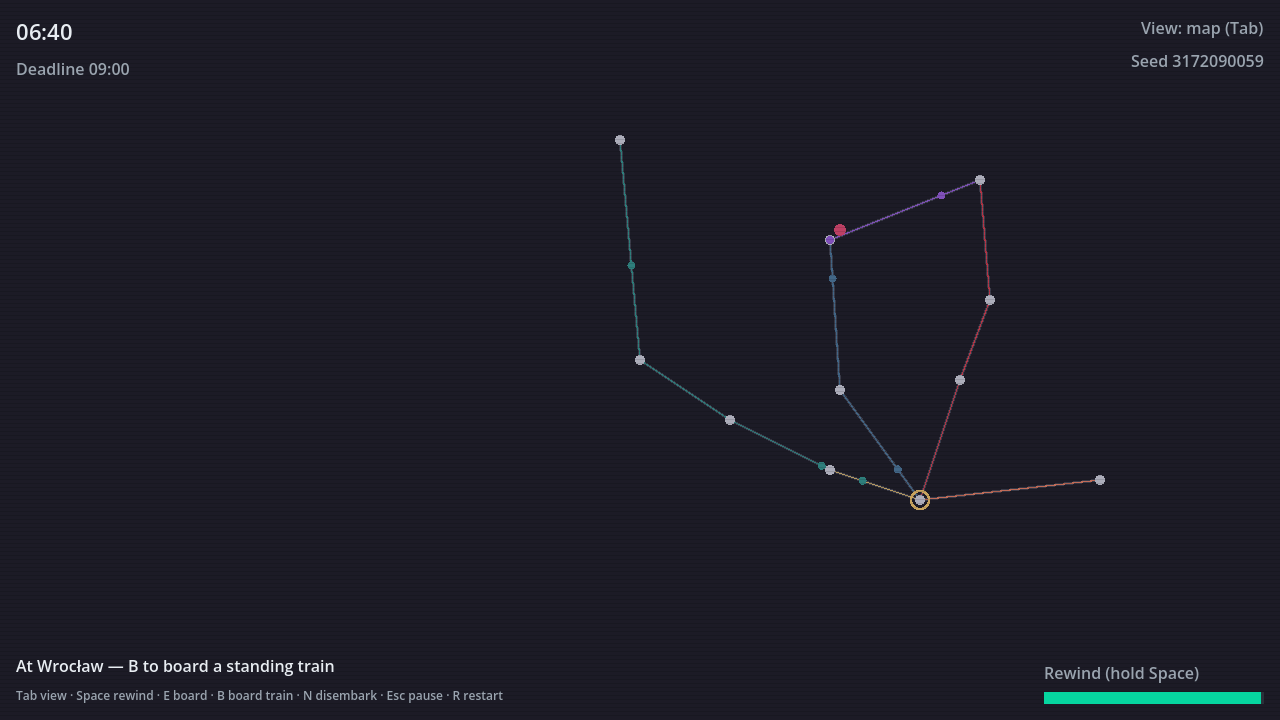 06:40
Deadline 09:00
View: map (Tab)
Seed 3172090059
At Wrocław — B to board a standing train
Tab view · Space rewind · E board · B board train · N disembark · Esc pause · R restart
Rewind (hold Space)